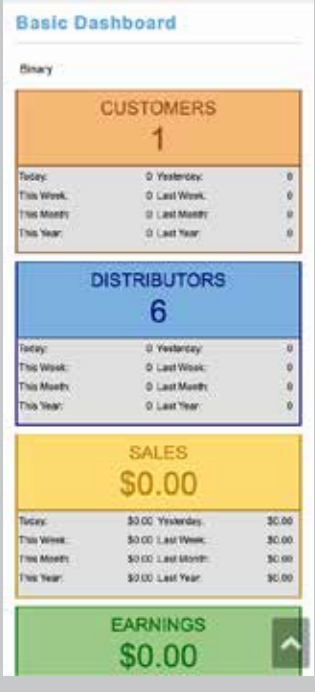 Basic Dashboard
Binary
CUSTOMERS
1
Today: 0 Yesterday: 0
This Week: 0 Last Week: 0
This Month: 0 Last Month: 0
This Year: 0 Last Year: 0
DISTRIBUTORS
6
Today: 0 Yesterday: 0
This Week: 0 Last Week: 0
This Month: 0 Last Month: 0
This Year: 0 Last Year: 0
SALES
$0.00
Today: $0.00 Yesterday: $0.00
This Week: $0.00 Last Week: $0.00
This Month: $0.00 Last Month: $0.00
This Year: $0.00 Last Year: $0.00
EARNINGS
$0.00